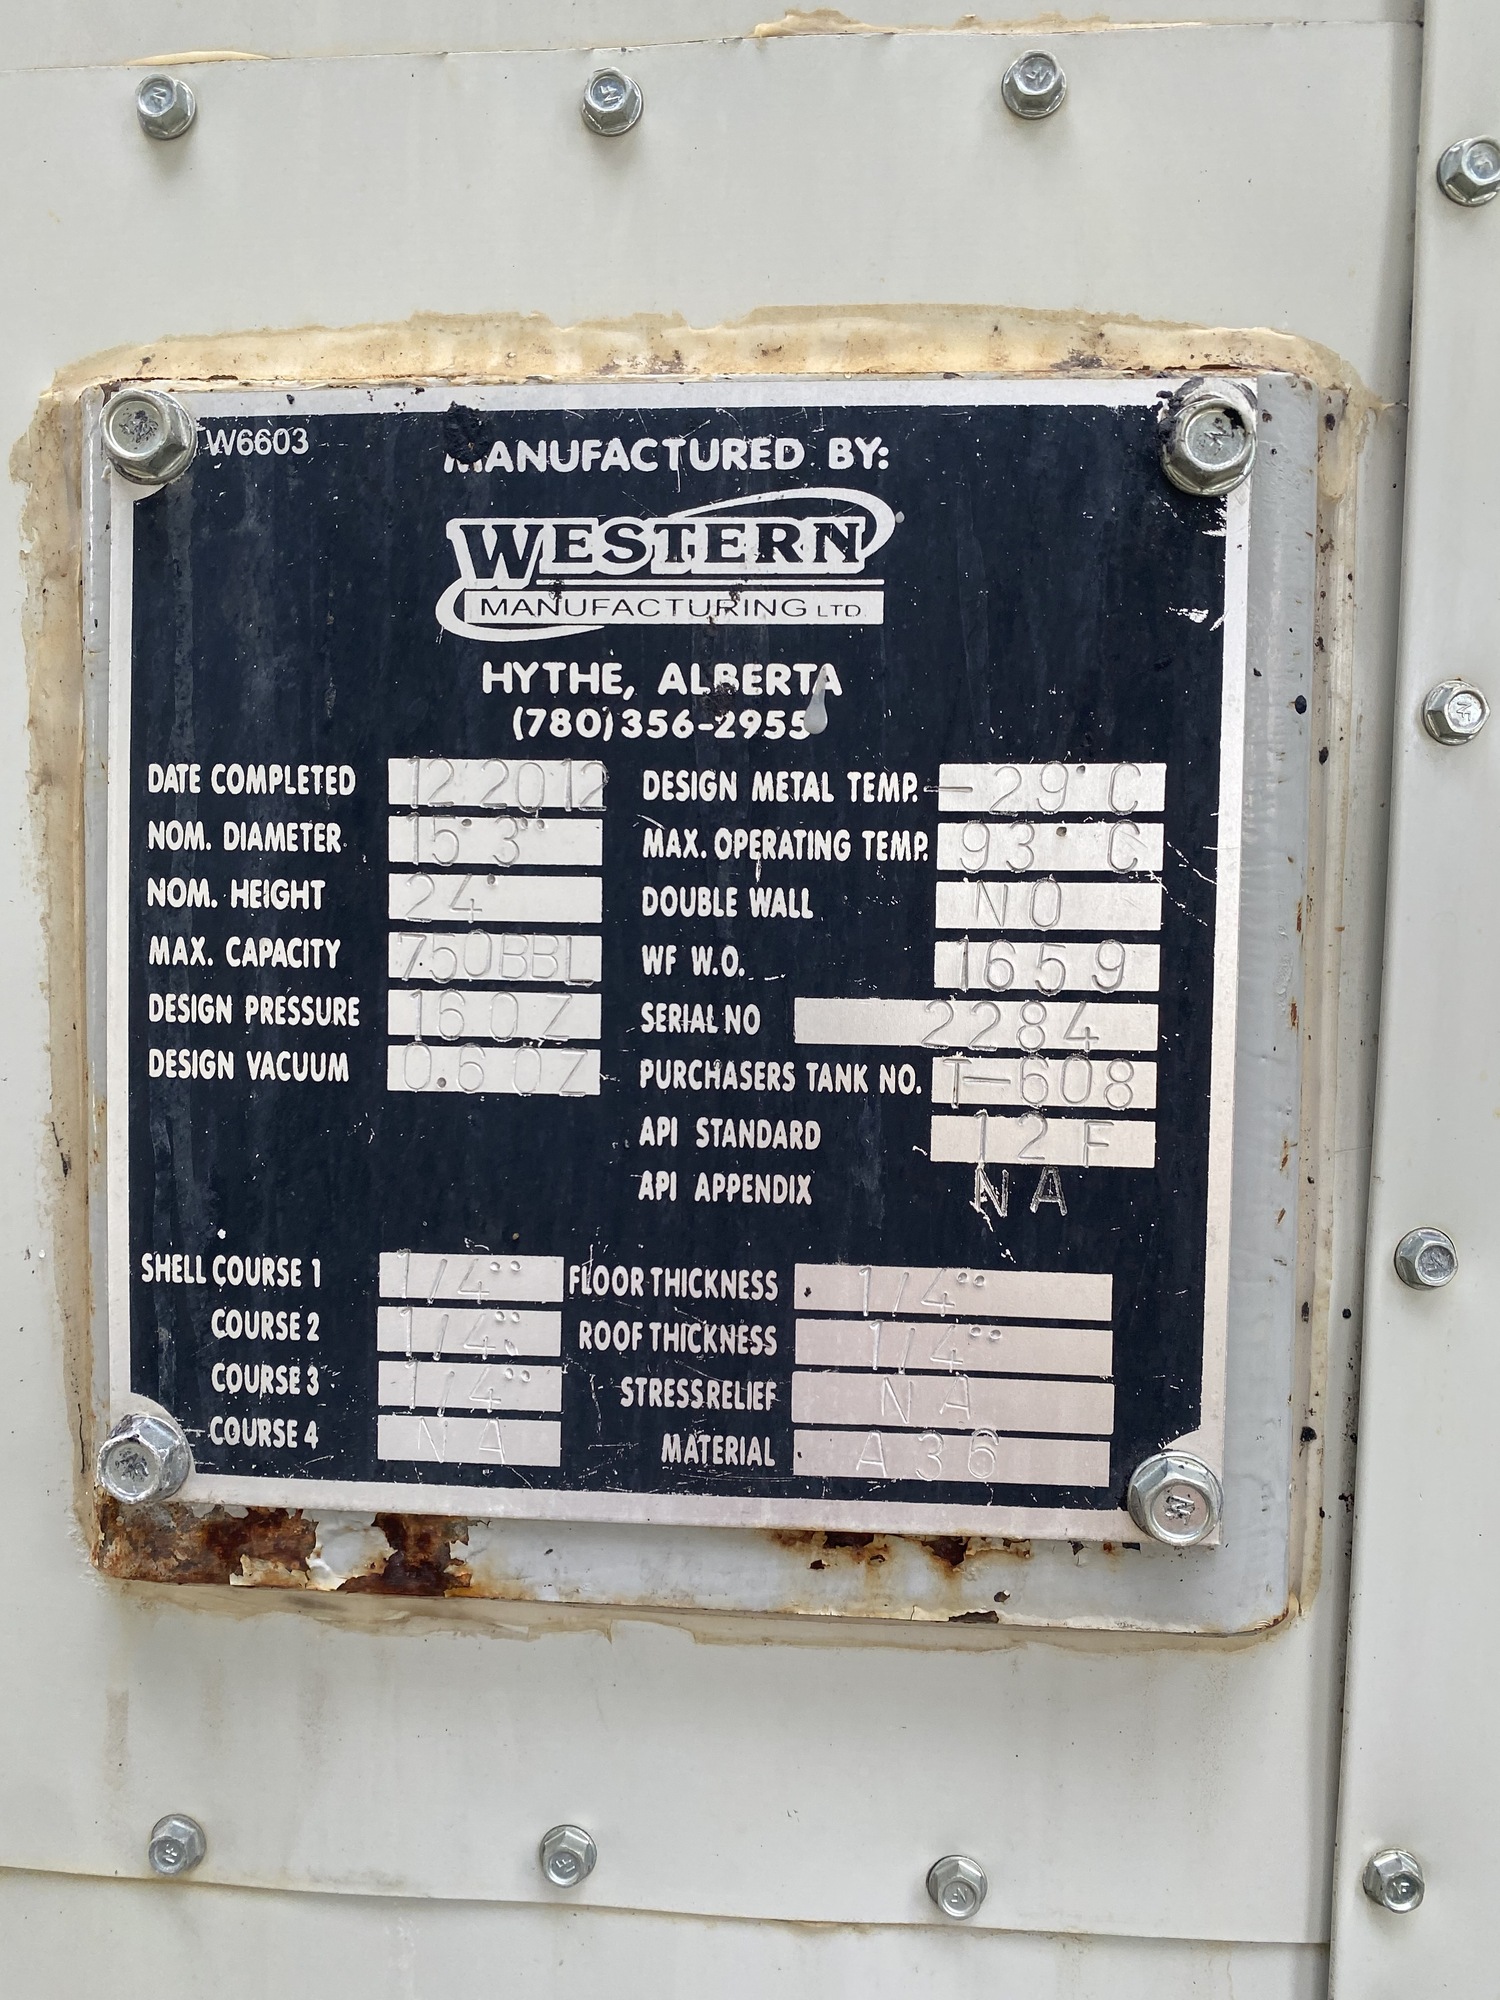 W6603
MANUFACTURED BY:
WESTERN
MANUFACTURING LTD.
HYTHE, ALBERTA
(780)356-2955
DATE COMPLETED 12 2012
NOM. DIAMETER 15' 3"
NOM. HEIGHT 24'
MAX. CAPACITY 750BBL
DESIGN PRESSURE 16 OZ
DESIGN VACUUM 0.6 OZ
DESIGN METAL TEMP. -29°C
MAX. OPERATING TEMP. 93°C
DOUBLE WALL NO
WF W.O. 1659
SERIAL NO 2284
PURCHASERS TANK NO. T-608
API STANDARD 12F
API APPENDIX NA
SHELL COURSE 1 1/4"
COURSE 2 1/4"
COURSE 3 1/4"
COURSE 4 NA
FLOOR THICKNESS 1/4"
ROOF THICKNESS 1/4"
STRESS RELIEF NA
MATERIAL A36